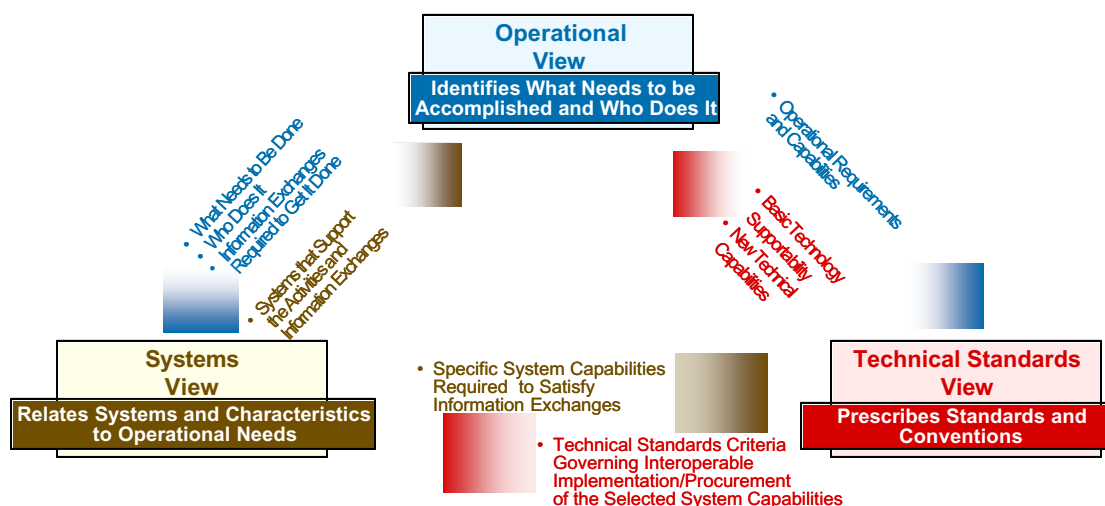 Operational
View
Identifies What Needs to be
Accomplished and Who Does It
• What Needs to Be Done
• Who Does It
• Information Exchanges
Required to Get It Done
• Systems that Support
the Activities and
Information Exchanges
• Operational Requirements
and Capabilities
• Basic Technology
Supportability
• New Technical
Capabilities
Systems
View
Relates Systems and Characteristics
to Operational Needs
• Specific System Capabilities
Required to Satisfy
Information Exchanges
• Technical Standards Criteria
Governing Interoperable
Implementation/Procurement
of the Selected System Capabilities
Technical Standards
View
Prescribes Standards and
Conventions